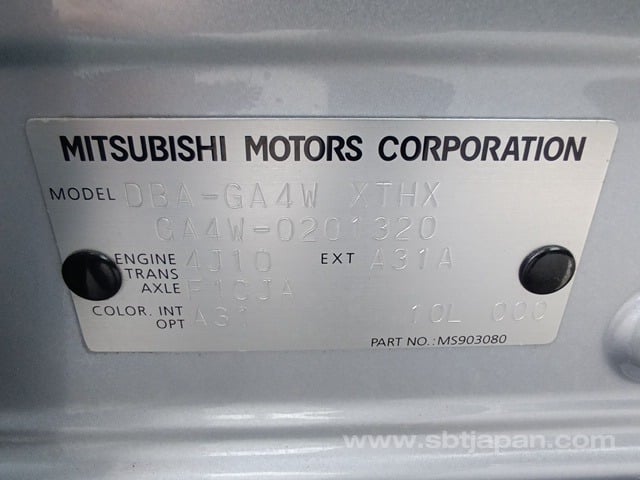 MITSUBISHI MOTORS CORPORATION
MODEL DBA-GA4W XTHX
GA4W-0201320
ENGINE 4J10 EXT A31A
TRANS AXLE F1CJA
COLOR. INT OPT A31 10L 000
PART NO.:MS903080
www.sbtjapan.com